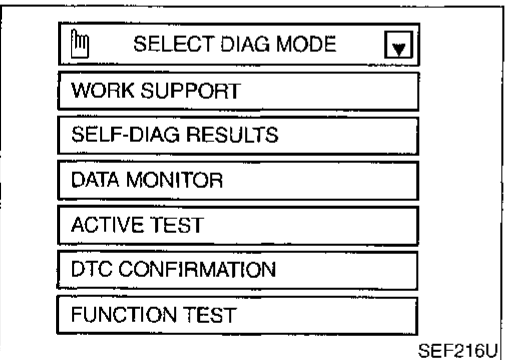 SELECT DIAG MODE
WORK SUPPORT
SELF-DIAG RESULTS
DATA MONITOR
ACTIVE TEST
DTC CONFIRMATION
FUNCTION TEST
SEF216U